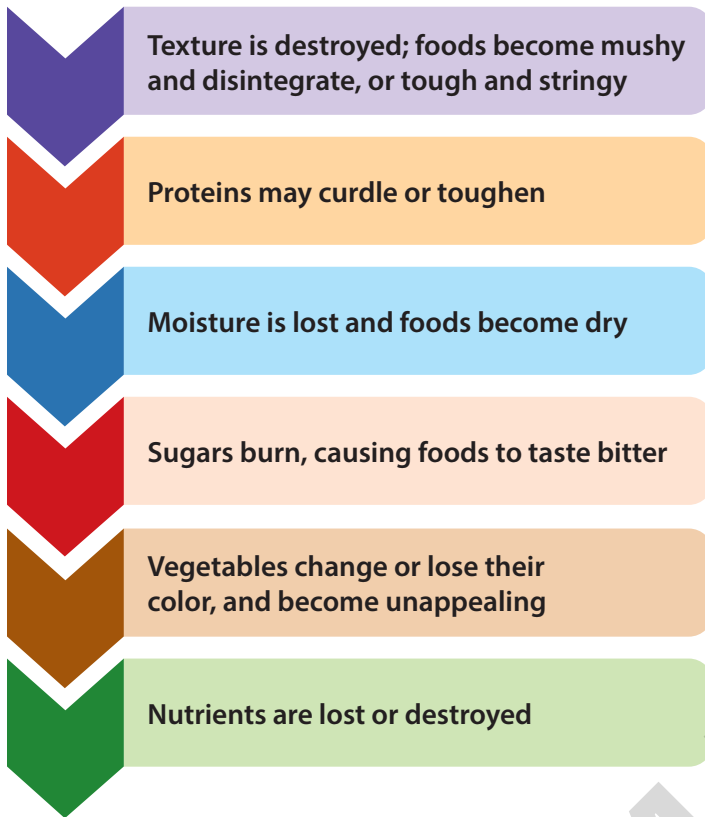 Texture is destroyed; foods become mushy
and disintegrate, or tough and stringy
Proteins may curdle or toughen
Moisture is lost and foods become dry
Sugars burn, causing foods to taste bitter
Vegetables change or lose their
color, and become unappealing
Nutrients are lost or destroyed